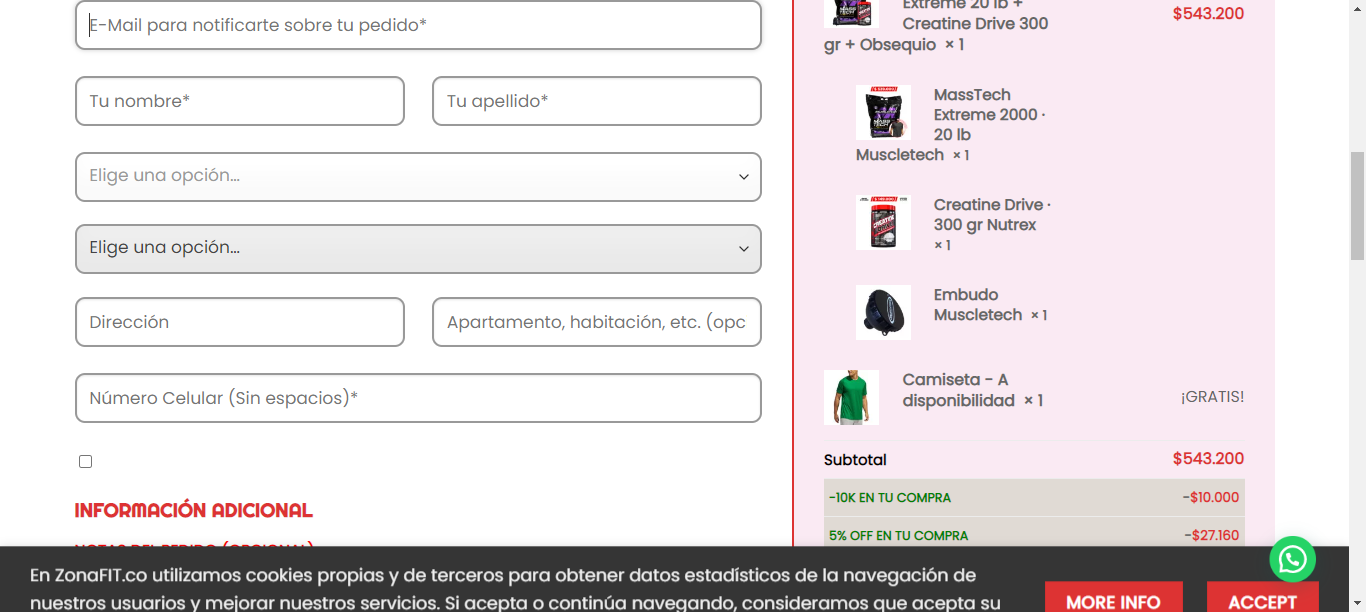 E-Mail para notificarte sobre tu pedido*
Tu nombre*
Tu apellido*
Elige una opción...
Elige una opción...
Dirección
Apartamento, habitación, etc. (opc
Número Celular (Sin espacios)*
INFORMACIÓN ADICIONAL
NOTAS DEL PEDIDO (OPCIONAL)
Extreme 20 lb +
Creatine Drive 300
gr + Obsequio × 1
$543.200
MassTech
Extreme 2000 ·
20 lb
Muscletech × 1
Creatine Drive ·
300 gr Nutrex
× 1
Embudo
Muscletech × 1
Camiseta - A
disponibilidad × 1
¡GRATIS!
Subtotal
$543.200
-10K EN TU COMPRA
-$10.000
5% OFF EN TU COMPRA
-$27.160
En ZonaFIT.co utilizamos cookies propias y de terceros para obtener datos estadísticos de la navegación de
nuestros usuarios y mejorar nuestros servicios. Si acepta o continúa navegando, consideramos que acepta su
MORE INFO
ACCEPT